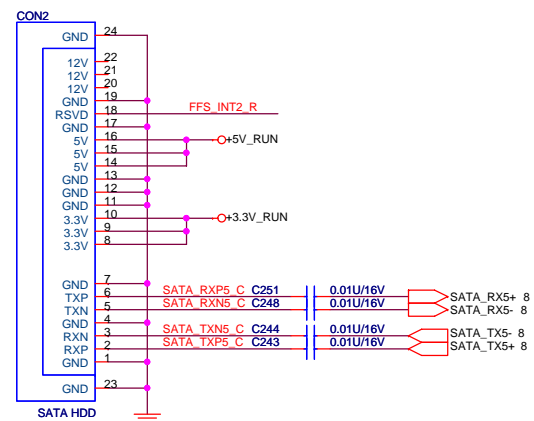 CON2
GND 24
12V 22
12V 21
12V 20
GND 19
RSVD 18 FFS_INT2_R
GND 17
5V 16 +5V_RUN
5V 15
5V 14
GND 13
GND 12
GND 11
3.3V 10 +3.3V_RUN
3.3V 9
3.3V 8
GND 7
TXP 6 SATA_RXP5_C C251 0.01U/16V SATA_RX5+ 8
TXN 5 SATA_RXN5_C C248 0.01U/16V SATA_RX5- 8
GND 4
RXN 3 SATA_TXN5_C C244 0.01U/16V SATA_TX5- 8
RXP 2 SATA_TXP5_C C243 0.01U/16V SATA_TX5+ 8
GND 1
GND 23
SATA HDD